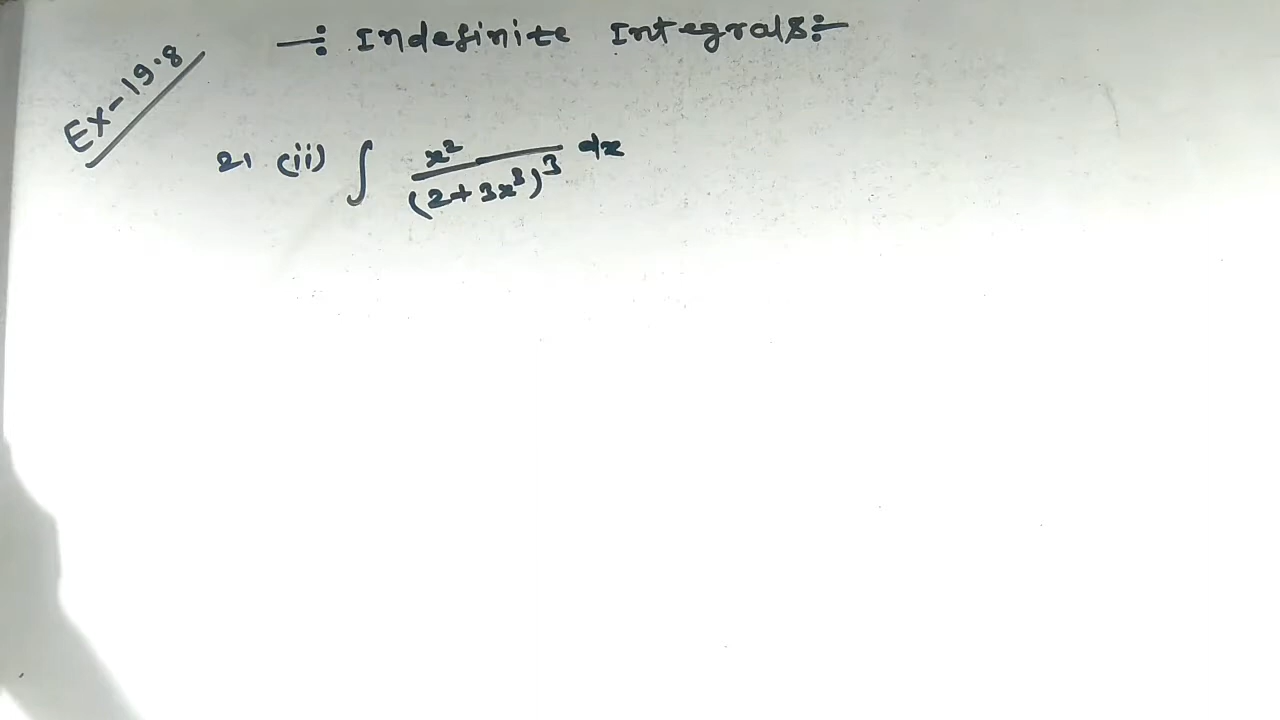 -: Indefinite Integrals:-
Ex-19.8
21 (ii) ∫ x²/(2+3x³)³ dx